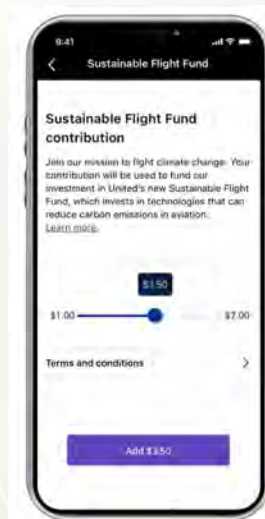 9:41
Sustainable Flight Fund
Sustainable Flight Fund
contribution
Join our mission to fight climate change. Your
contribution will be used to fund our
investment in United's new Sustainable Flight
Fund, which invests in technologies that can
reduce carbon emissions in aviation.
Learn more.
$3.50
$1.00
$7.00
Terms and conditions
Add $3.50